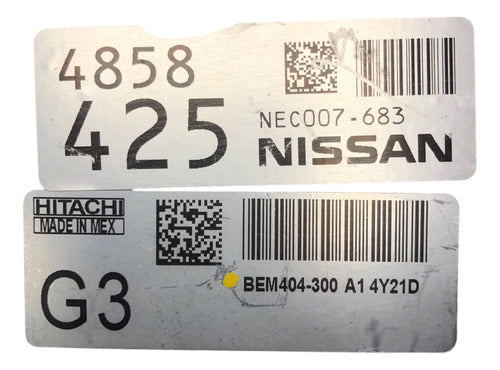 4858
425
NEC007-683
NISSAN
HITACHI
MADE IN MEX
G3
BEM404-300 A1 4Y21D